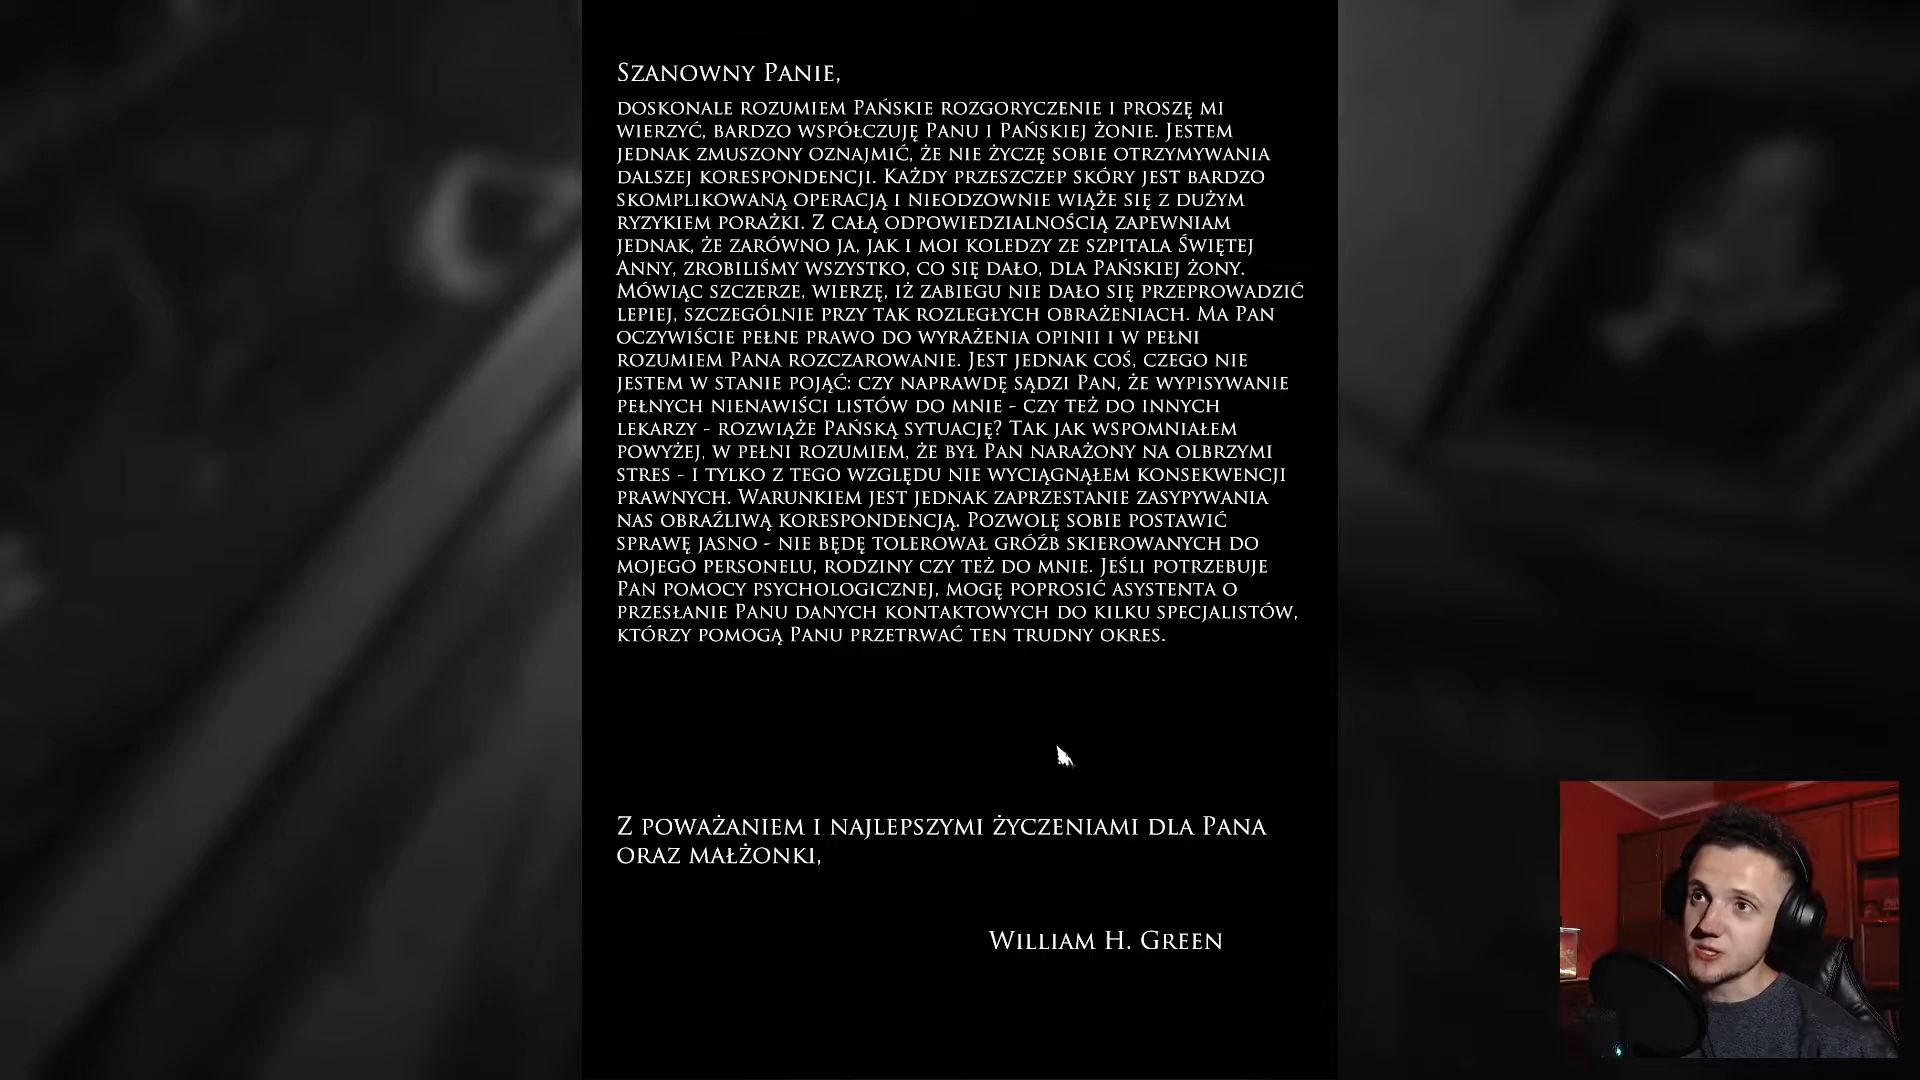 Szanowny Panie,
doskonale rozumiem Pańskie rozgoryczenie i proszę mi
wierzyć, bardzo współczuję Panu i Pańskiej żonie. Jestem
jednak zmuszony oznajmić, że nie życzę sobie otrzymywania
dalszej korespondencji. Każdy przeszczep skóry jest bardzo
skomplikowaną operacją i nieodzownie wiąże się z dużym
ryzykiem porażki. Z całą odpowiedzialnością zapewniam
jednak, że zarówno ja, jak i moi koledzy ze szpitala Świętej
Anny, zrobiliśmy wszystko, co się dało, dla Pańskiej żony.
Mówiąc szczerze, wierzę, iż zabiegu nie dało się przeprowadzić
lepiej, szczególnie przy tak rozległych obrażeniach. Ma Pan
oczywiście pełne prawo do wyrażenia opinii i w pełni
rozumiem Pana rozczarowanie. Jest jednak coś, czego nie
jestem w stanie pojąć: czy naprawdę sądzi Pan, że wypisywanie
pełnych nienawiści listów do mnie - czy też do innych
lekarzy - rozwiąże Pańską sytuację? Tak jak wspomniałem
powyżej, w pełni rozumiem, że był Pan narażony na olbrzymi
stres - i tylko z tego względu nie wyciągnąłem konsekwencji
prawnych. Warunkiem jest jednak zaprzestanie zasypywania
nas obraźliwą korespondencją. Pozwolę sobie postawić
sprawę jasno - nie będę tolerował gróźb skierowanych do
mojego personelu, rodziny czy też do mnie. Jeśli potrzebuje
Pan pomocy psychologicznej, mogę poprosić asystenta o
przesłanie Panu danych kontaktowych do kilku specjalistów,
którzy pomogą Panu przetrwać ten trudny okres.
Z poważaniem i najlepszymi życzeniami dla Pana
oraz małżonki,
William H. Green